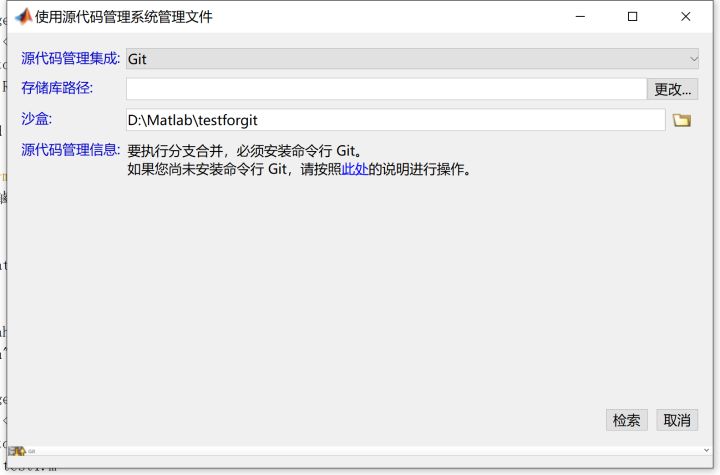 使用源代码管理系统管理文件
源代码管理集成: Git
存储库路径: 更改...
沙盒: D:\Matlab\testforgit
源代码管理信息: 要执行分支合并，必须安装命令行 Git。
如果您尚未安装命令行 Git，请按照此处的说明进行操作。
检索 取消
Git